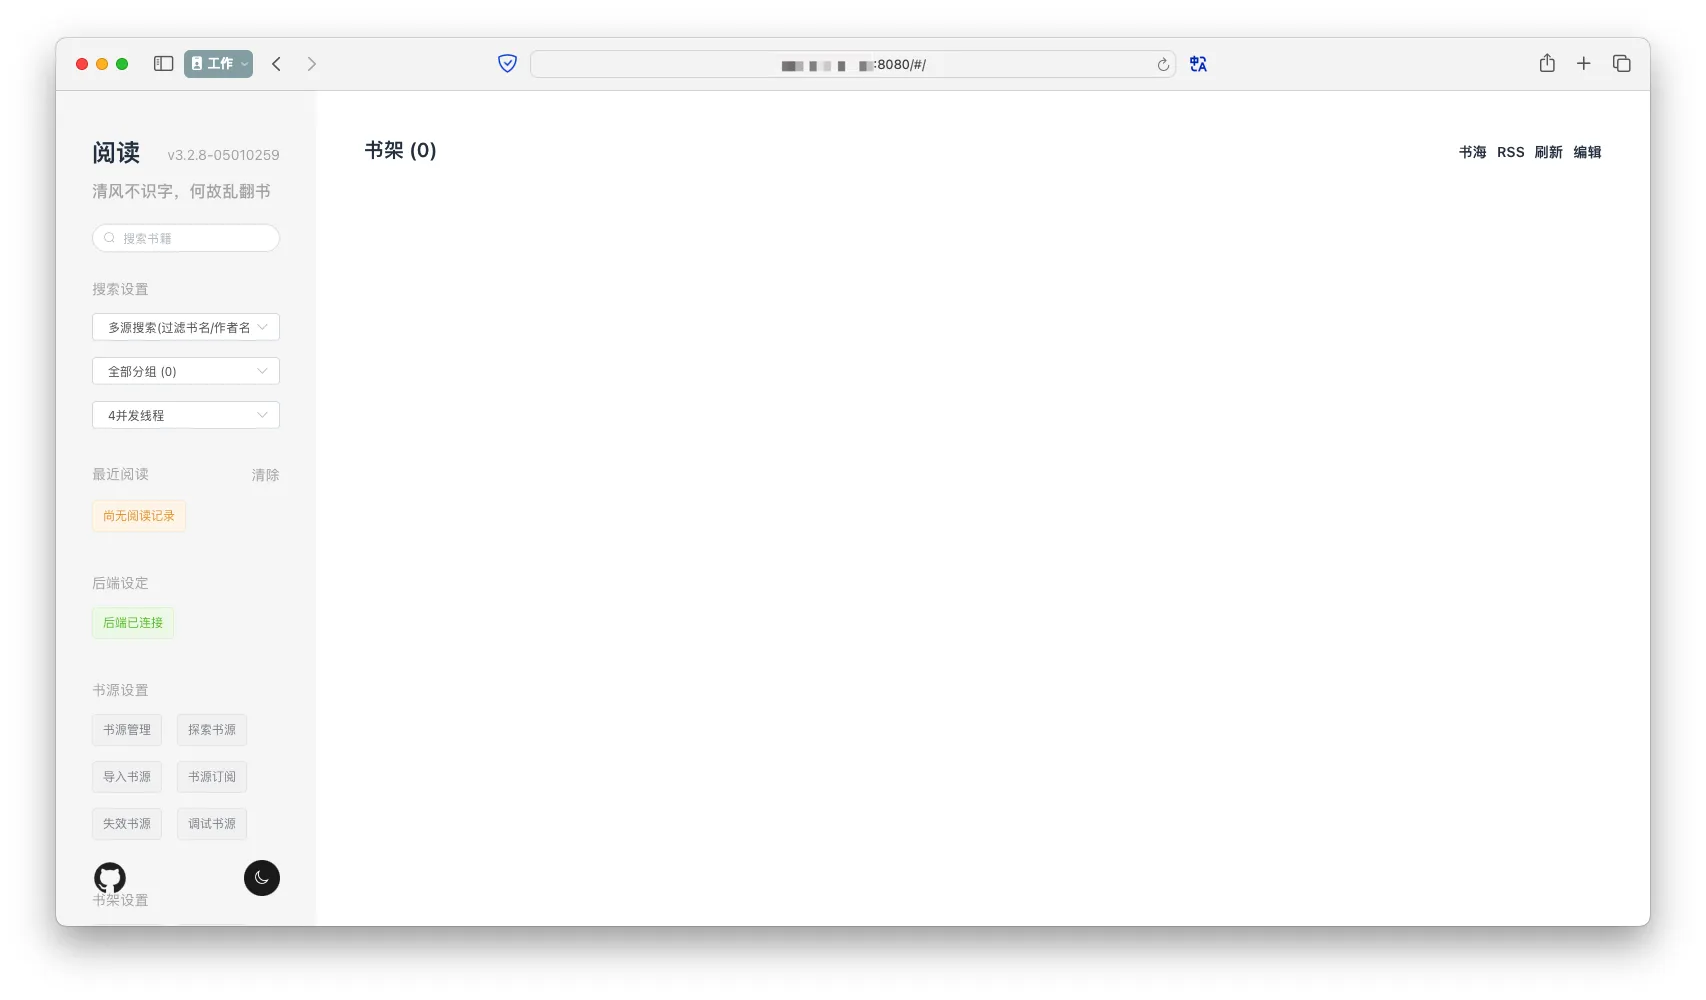 工作
:8080/#/
阅读 v3.2.8-05010259
清风不识字，何故乱翻书
搜索书籍
搜索设置
多源搜索(过滤书名/作者名
全部分组 (0)
4并发线程
最近阅读 清除
尚无阅读记录
后端设定
后端已连接
书源设置
书源管理 探索书源
导入书源 书源订阅
失效书源 调试书源
书架设置
书架 (0)
书海 RSS 刷新 编辑